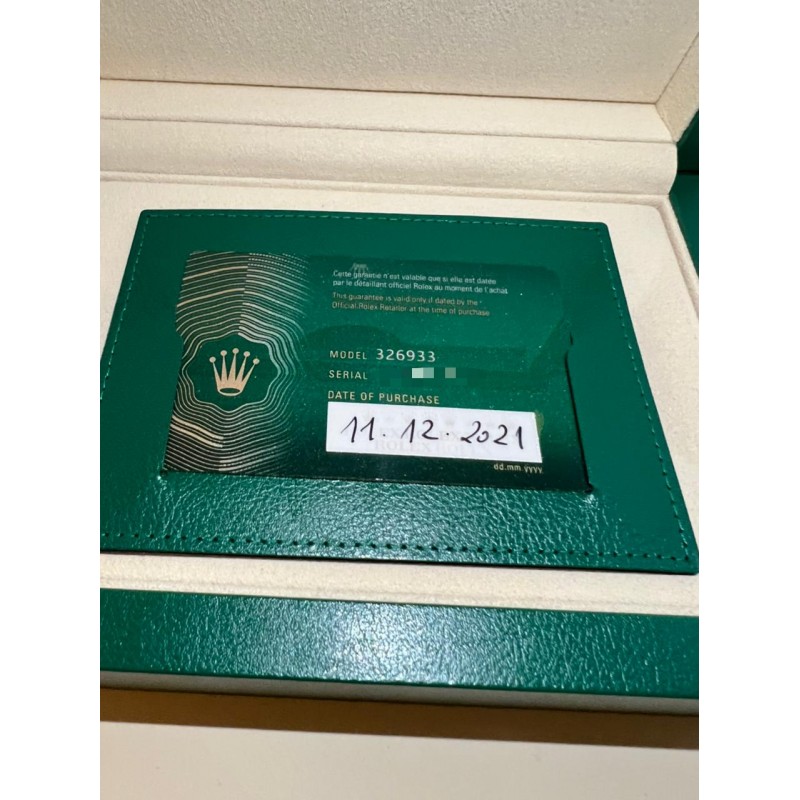 Cette garantie n'est valable que si elle est datée
par le détaillant officiel Rolex au moment de l'achat
This guarantee is valid only if dated by the
Official Rolex Retailer at the time of purchase
MODEL 326933
SERIAL
DATE OF PURCHASE
11.12.2021
dd.mm.yyyy